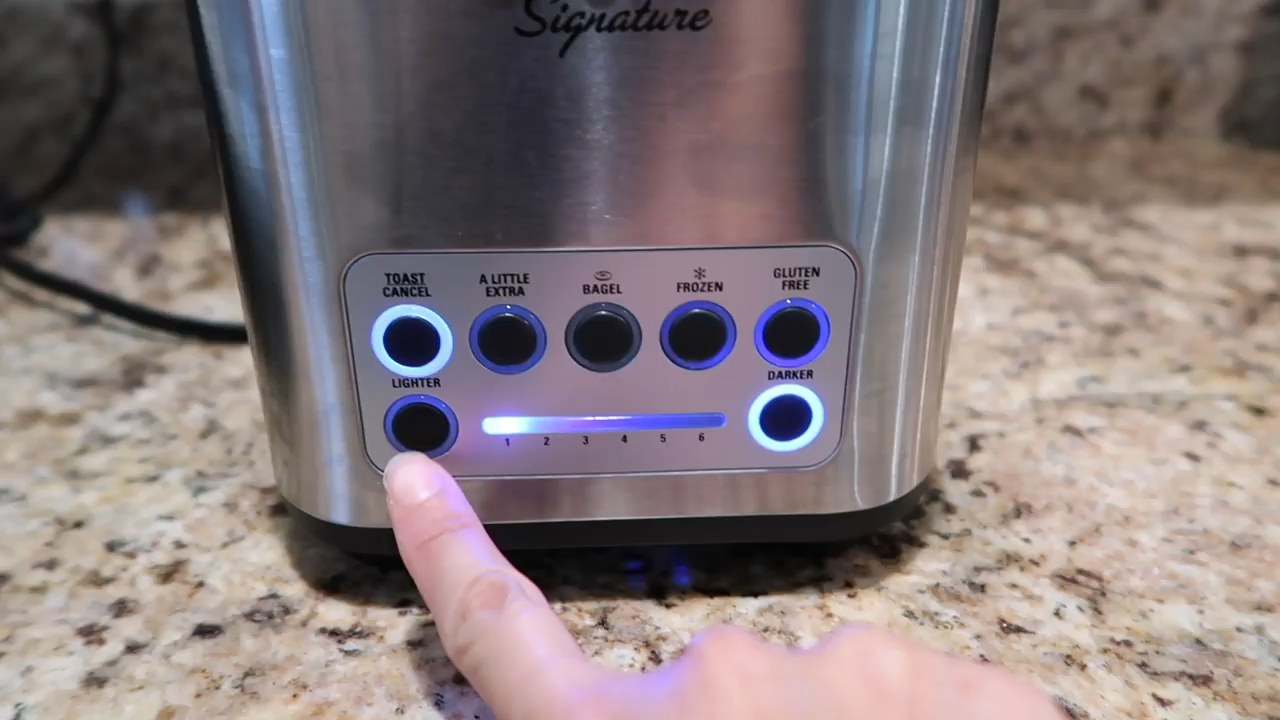 Signature
TOAST
CANCEL
A LITTLE
EXTRA
BAGEL
FROZEN
GLUTEN
FREE
LIGHTER
DARKER
1 2 3 4 5 6